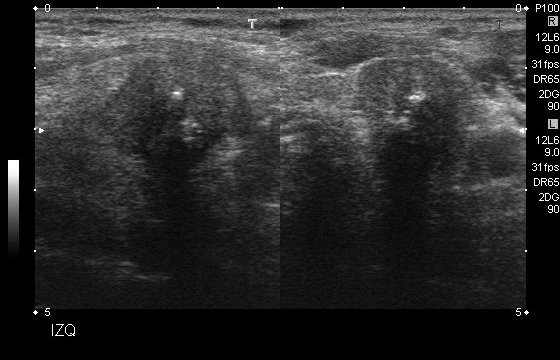 0 T T 0 P100
R
12L6
9.0
31fps
DR65
2DG
90
L
12L6
9.0
31fps
DR65
2DG
90
5 5
IZQ